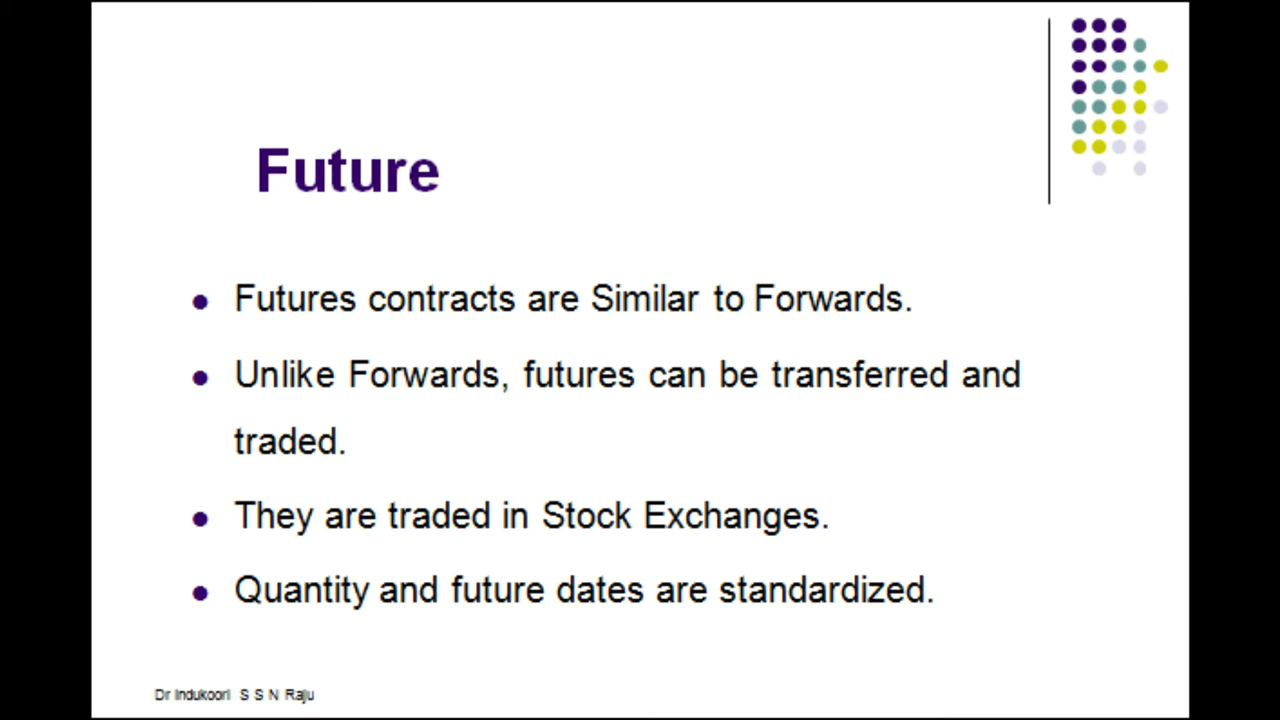 Future
Futures contracts are Similar to Forwards.
Unlike Forwards, futures can be transferred and
traded.
They are traded in Stock Exchanges.
Quantity and future dates are standardized.
Dr Indukoori S S N Raju